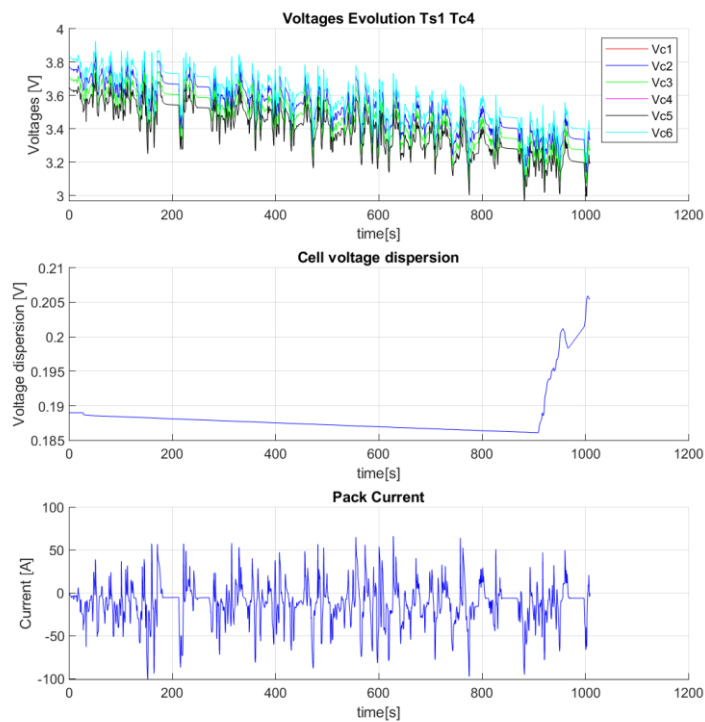 Voltages Evolution Ts1 Tc4
Voltages [V]
4
3.8
3.6
3.4
3.2
3
Vc1
Vc2
Vc3
Vc4
Vc5
Vc6
0 200 400 600 800 1000 1200
time[s]
Cell voltage dispersion
Voltage dispersion [V]
0.21
0.205
0.2
0.195
0.19
0.185
0 200 400 600 800 1000 1200
time[s]
Pack Current
Current [A]
100
50
0
-50
-100
0 200 400 600 800 1000 1200
time[s]